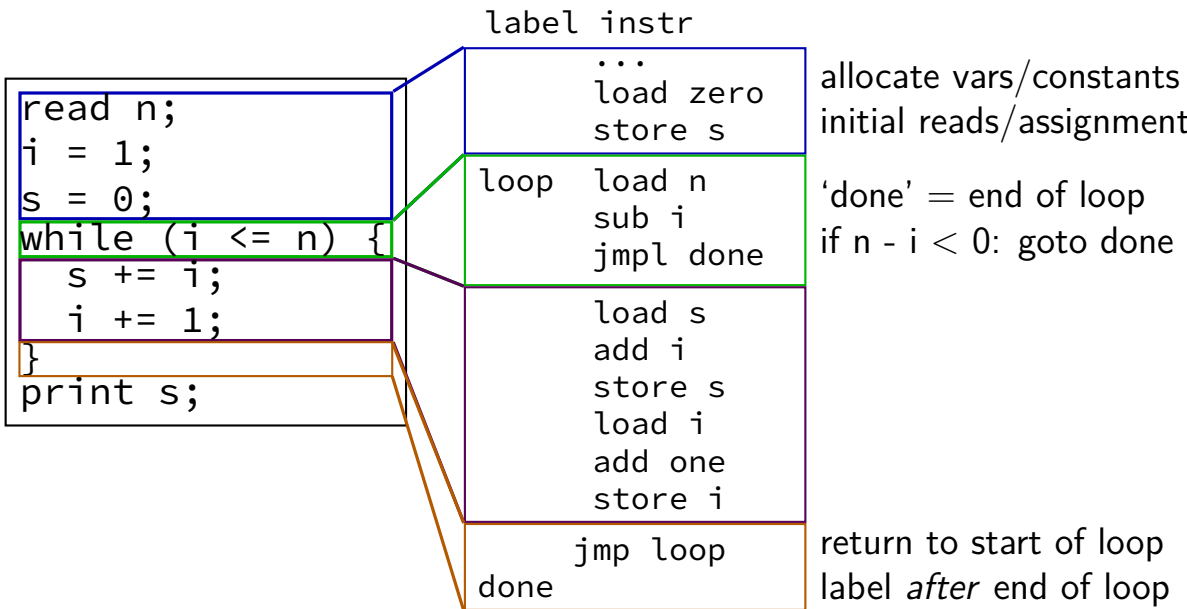 label instr
read n;
i = 1;
s = 0;
while (i <= n) {
s += i;
i += 1;
}
print s;
...
load zero
store s
loop load n
sub i
jmpl done
load s
add i
store s
load i
add one
store i
jmp loop
done
allocate vars/constants
initial reads/assignment
‘done’ = end of loop
if n - i < 0: goto done
return to start of loop
label after end of loop